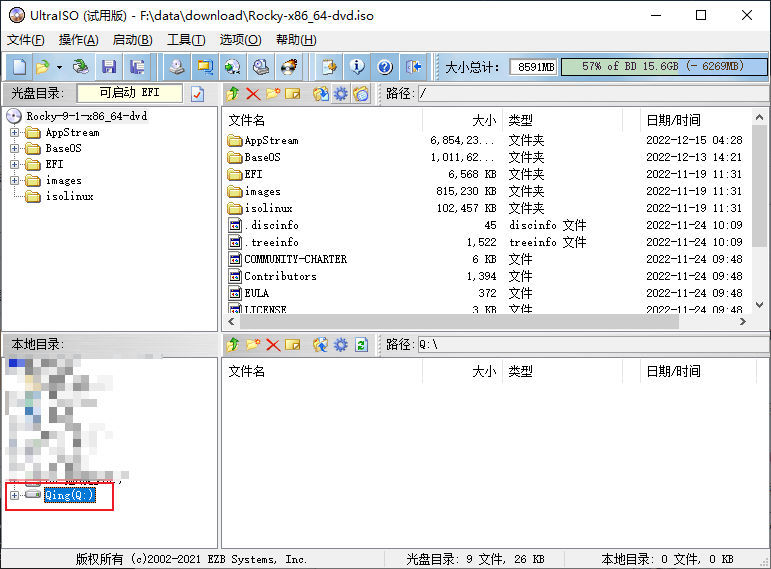 UltraISO (试用版) - F:\data\download\Rocky-x86_64-dvd.iso
文件(F) 操作(A) 启动(B) 工具(T) 选项(O) 帮助(H)
大小总计: 8591MB 57% of BD 15.6GB (- 6269MB)
光盘目录: 可启动 EFI 路径: /
Rocky-9-1-x86_64-dvd
AppStream
BaseOS
EFI
images
isolinux
文件名 大小 类型 日期/时间
AppStream 6,854,23... 文件夹 2022-12-15 04:28
BaseOS 1,011,62... 文件夹 2022-12-13 14:21
EFI 6,568 KB 文件夹 2022-11-19 11:31
images 815,230 KB 文件夹 2022-11-19 11:31
isolinux 102,457 KB 文件夹 2022-11-19 11:31
.discinfo 45 discinfo 文件 2022-11-24 10:09
.treeinfo 1,522 treeinfo 文件 2022-11-24 10:09
COMMUNITY-CHARTER 6 KB 文件 2022-11-24 09:48
Contributors 1,394 文件 2022-11-24 09:48
EULA 372 文件 2022-11-24 09:48
LICENSE 3 KB 文件 2022-11-24 09:48
本地目录: 路径: Q:\
文件名 大小 类型 日期/时间
Qing(Q:)
版权所有 (c)2002-2021 EZB Systems, Inc. 光盘目录: 9 文件, 26 KB 本地目录: 0 文件, 0 KB